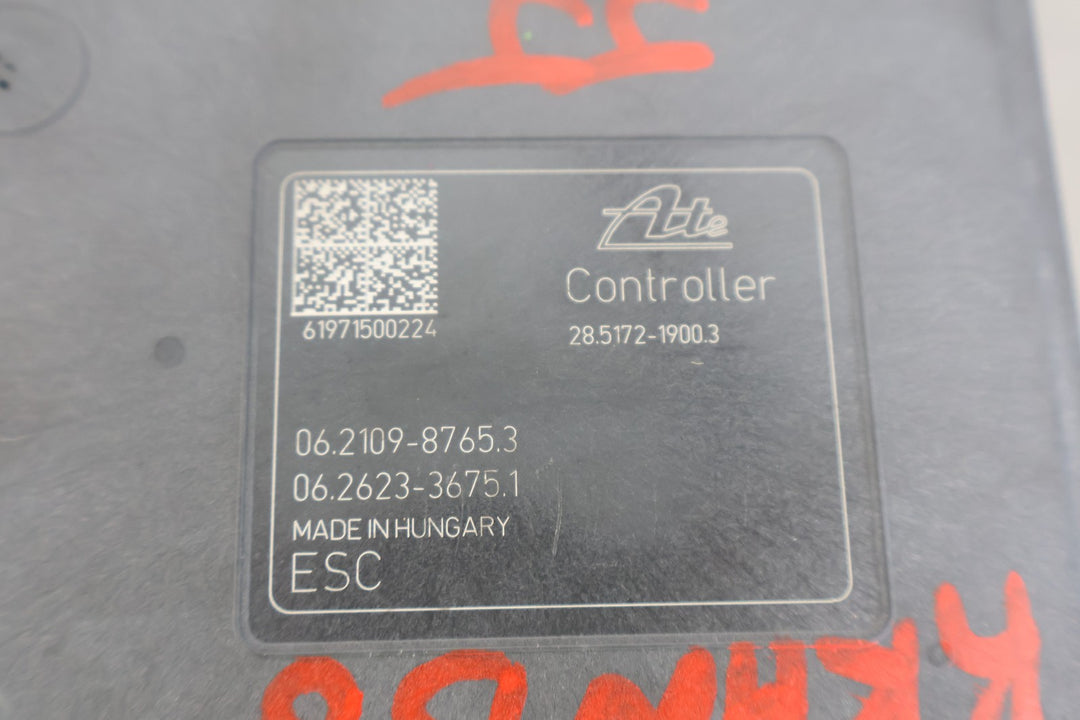 Ate
Controller
61971500224
28.5172-1900.3
06.2109-8765.3
06.2623-3675.1
MADE IN HUNGARY
ESC